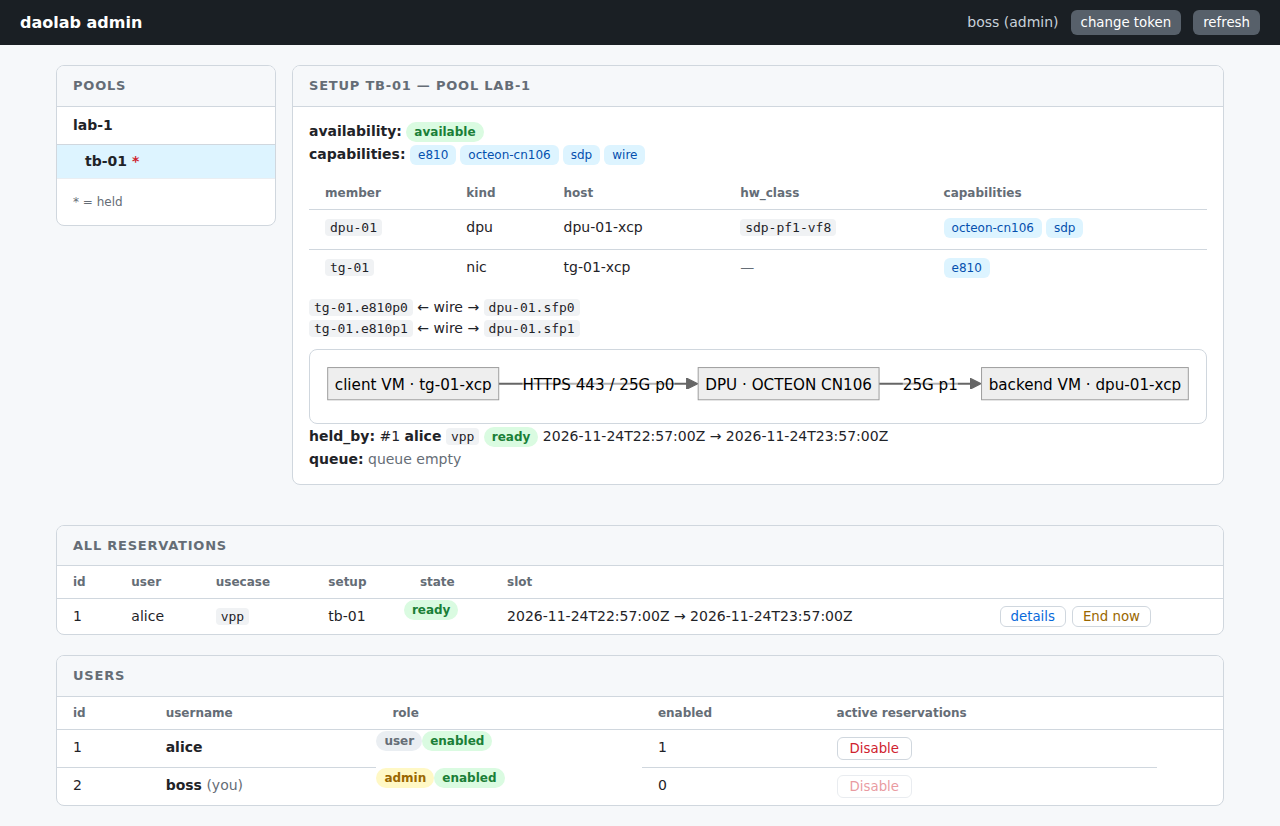 daolab admin boss (admin) change token refresh
POOLS
lab-1
tb-01 *
* = held
SETUP TB-01 — POOL LAB-1
availability: available
capabilities: e810 octeon-cn106 sdp wire
member kind host hw_class capabilities
dpu-01 dpu dpu-01-xcp sdp-pf1-vf8 octeon-cn106 sdp
tg-01 nic tg-01-xcp — e810
tg-01.e810p0 ← wire → dpu-01.sfp0
tg-01.e810p1 ← wire → dpu-01.sfp1
client VM · tg-01-xcp HTTPS 443 / 25G p0 DPU · OCTEON CN106 25G p1 backend VM · dpu-01-xcp
held_by: #1 alice vpp ready 2026-11-24T22:57:00Z → 2026-11-24T23:57:00Z
queue: queue empty
ALL RESERVATIONS
id user usecase setup state slot
1 alice vpp tb-01 ready 2026-11-24T22:57:00Z → 2026-11-24T23:57:00Z details End now
USERS
id username role enabled active reservations
1 alice user enabled 1 Disable
2 boss (you) admin enabled 0 Disable